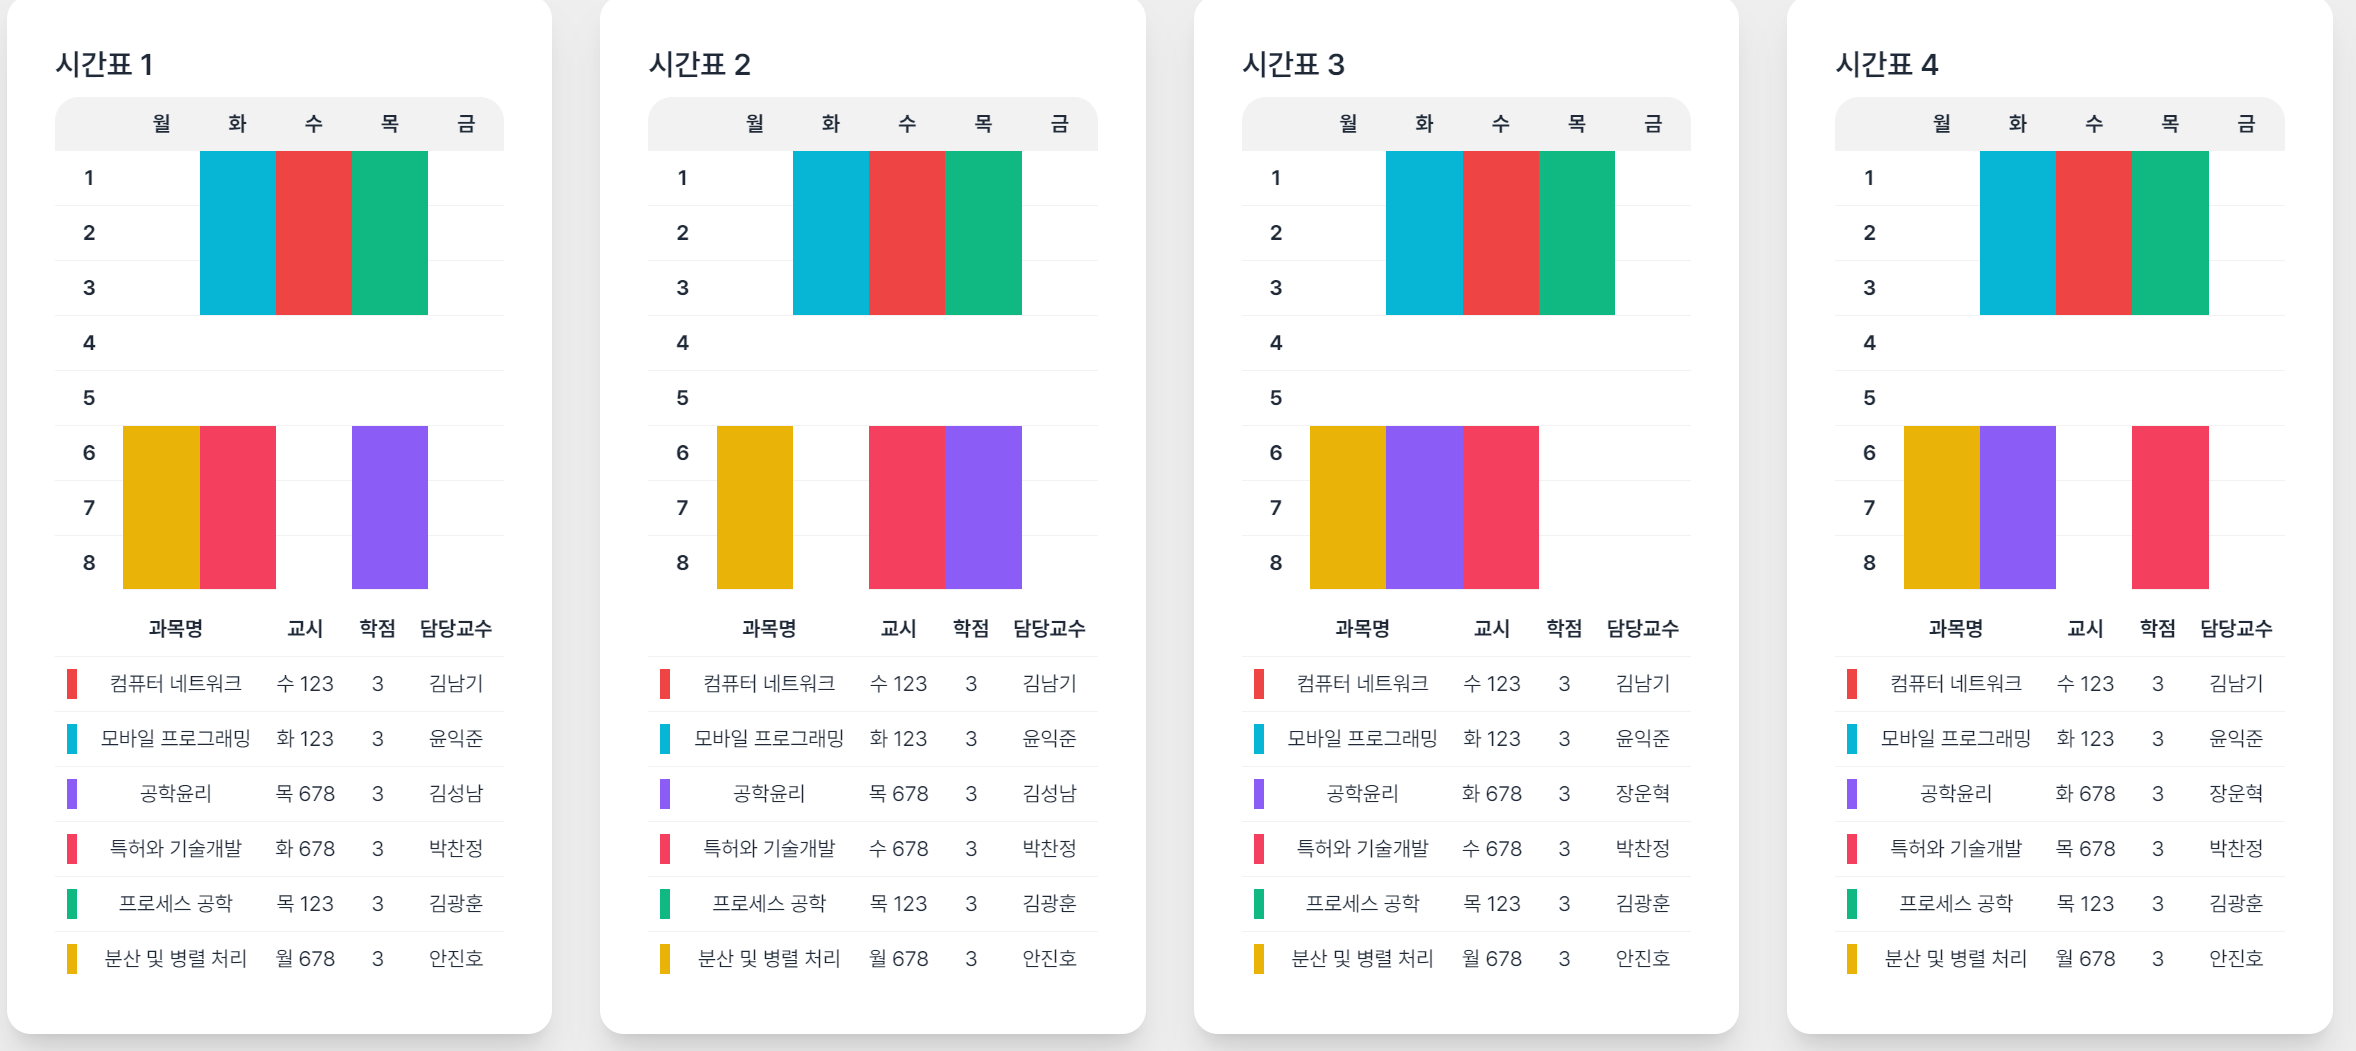 시간표 1
월 화 수 목 금
1
2
3
4
5
6
7
8
과목명 교시 학점 담당교수
컴퓨터 네트워크 수 123 3 김남기
모바일 프로그래밍 화 123 3 윤익준
공학윤리 목 678 3 김성남
특허와 기술개발 화 678 3 박찬정
프로세스 공학 목 123 3 김광훈
분산 및 병렬 처리 월 678 3 안진호
시간표 2
월 화 수 목 금
1
2
3
4
5
6
7
8
과목명 교시 학점 담당교수
컴퓨터 네트워크 수 123 3 김남기
모바일 프로그래밍 화 123 3 윤익준
공학윤리 목 678 3 김성남
특허와 기술개발 수 678 3 박찬정
프로세스 공학 목 123 3 김광훈
분산 및 병렬 처리 월 678 3 안진호
시간표 3
월 화 수 목 금
1
2
3
4
5
6
7
8
과목명 교시 학점 담당교수
컴퓨터 네트워크 수 123 3 김남기
모바일 프로그래밍 화 123 3 윤익준
공학윤리 화 678 3 장운혁
특허와 기술개발 수 678 3 박찬정
프로세스 공학 목 123 3 김광훈
분산 및 병렬 처리 월 678 3 안진호
시간표 4
월 화 수 목 금
1
2
3
4
5
6
7
8
과목명 교시 학점 담당교수
컴퓨터 네트워크 수 123 3 김남기
모바일 프로그래밍 화 123 3 윤익준
공학윤리 화 678 3 장운혁
특허와 기술개발 목 678 3 박찬정
프로세스 공학 목 123 3 김광훈
분산 및 병렬 처리 월 678 3 안진호